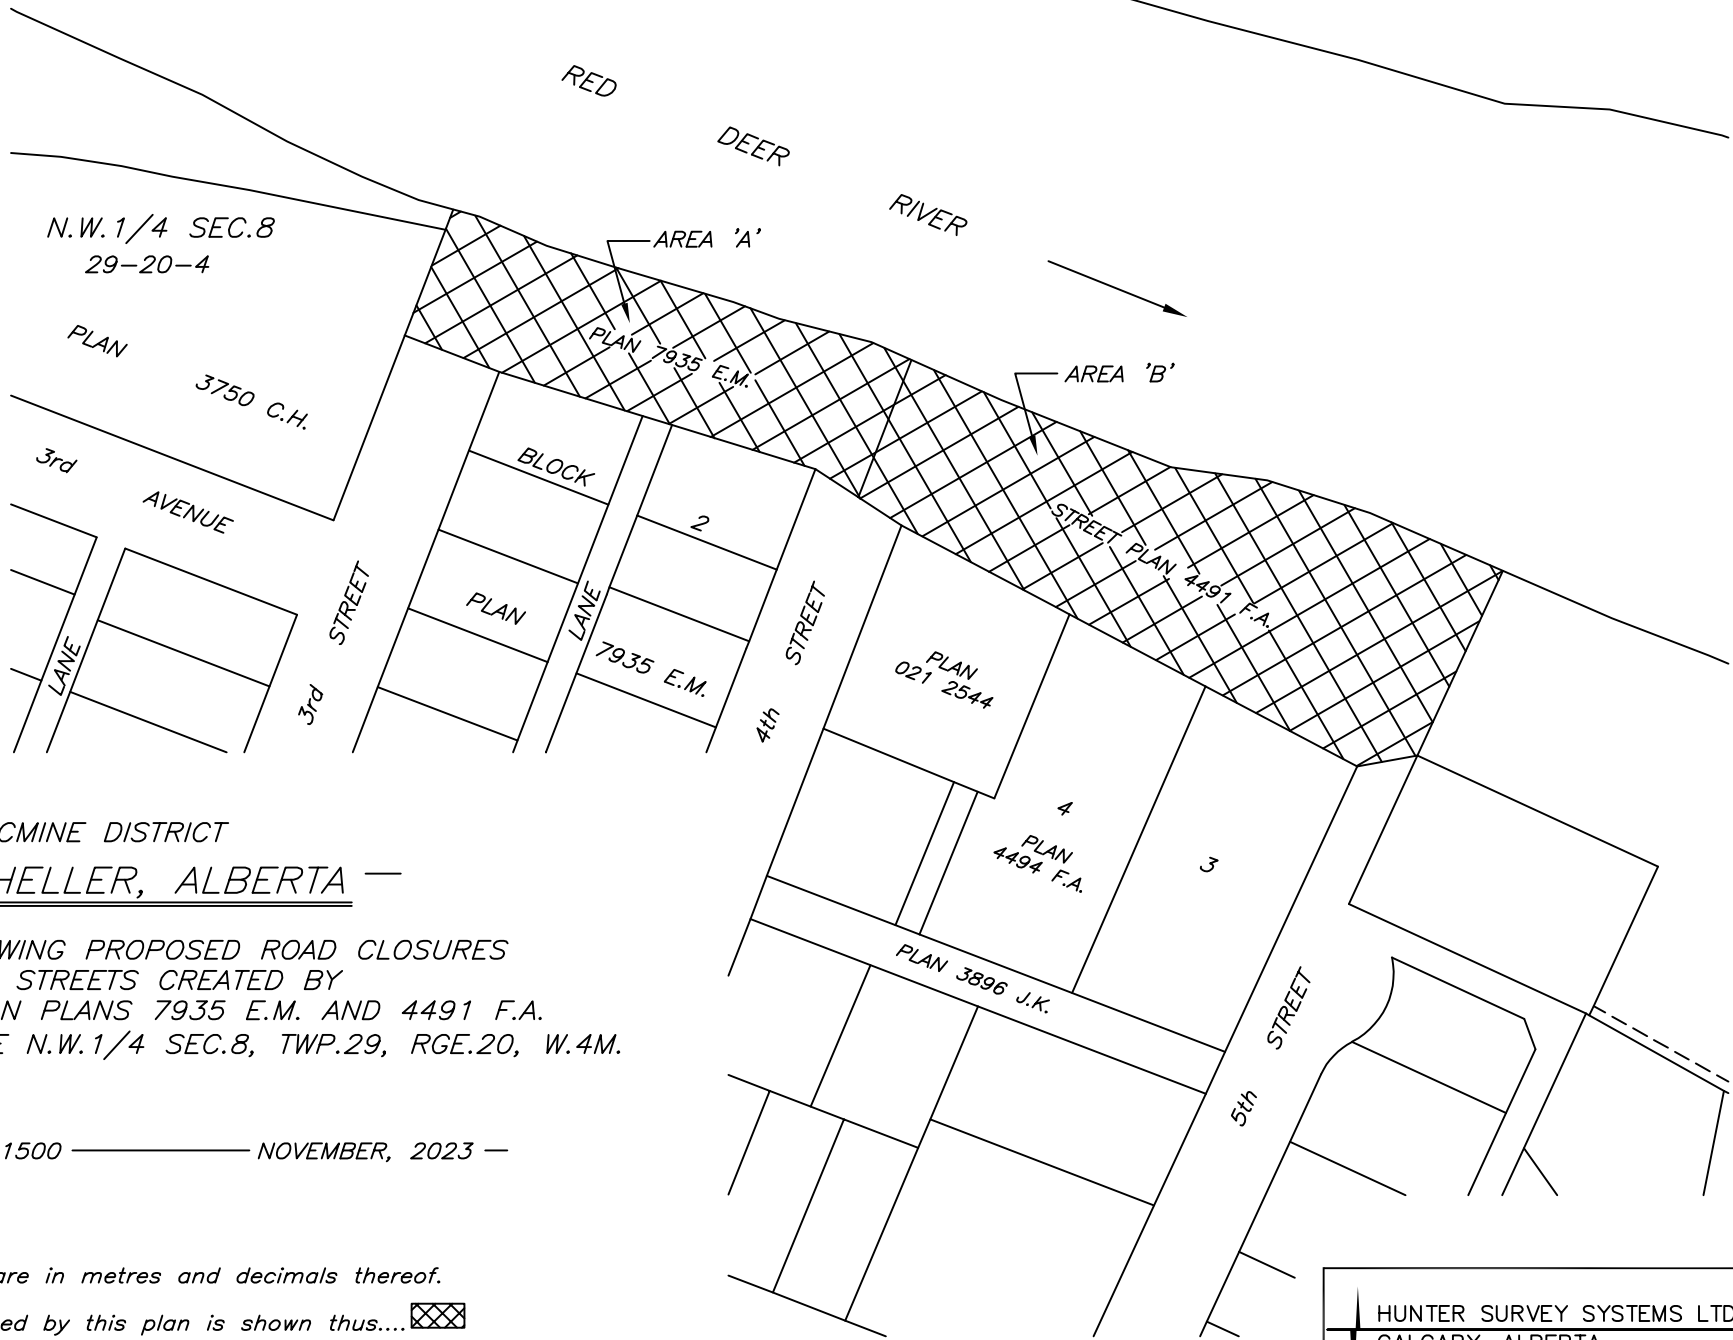 RED
DEER
RIVER
N.W.1/4 SEC.8
29-20-4
AREA 'A'
PLAN
3750 C.H.
PLAN 7935 E.M.
AREA 'B'
3rd
AVENUE
BLOCK
2
STREET PLAN 4491 F.A.
3rd STREET
PLAN
LANE
LANE
7935 E.M.
4th STREET
PLAN
021 2544
4
PLAN
4494 F.A.
3
PLAN 3896 J.K.
5th STREET
CMINE DISTRICT
HELLER, ALBERTA —
WING PROPOSED ROAD CLOSURES
STREETS CREATED BY
N PLANS 7935 E.M. AND 4491 F.A.
E N.W.1/4 SEC.8, TWP.29, RGE.20, W.4M.
1500 — NOVEMBER, 2023 —
are in metres and decimals thereof.
ed by this plan is shown thus....
HUNTER SURVEY SYSTEMS LTD
CALGARY, ALBERTA